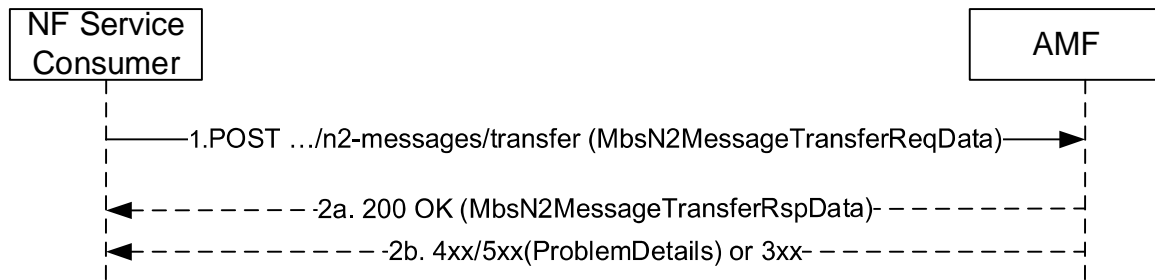 NF Service
Consumer
AMF
1.POST …/n2-messages/transfer (MbsN2MessageTransferReqData)
2a. 200 OK (MbsN2MessageTransferRspData)
2b. 4xx/5xx(ProblemDetails) or 3xx